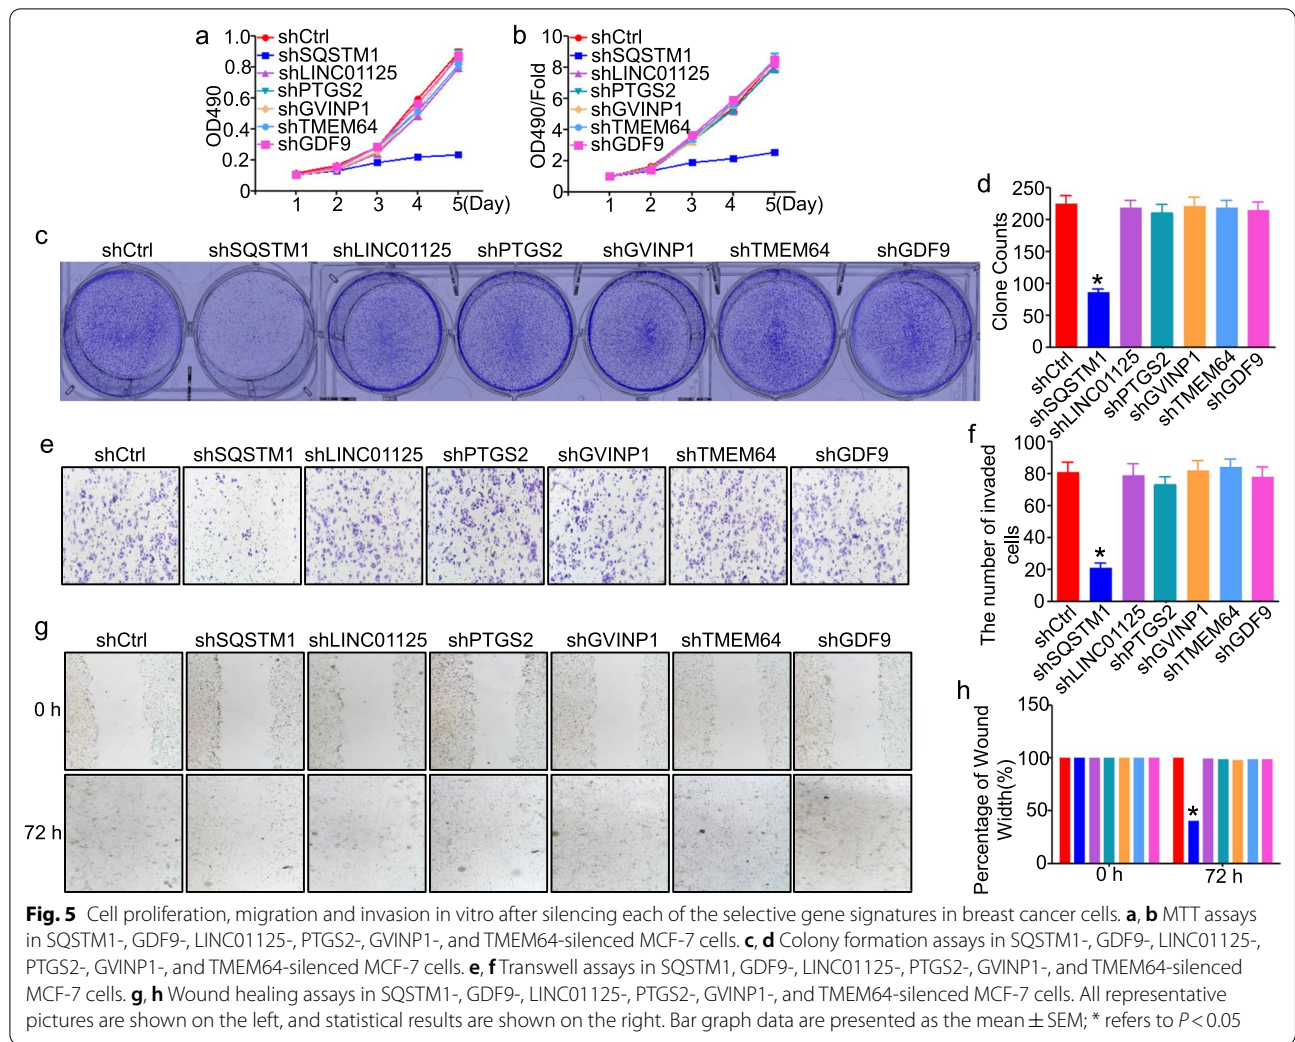 a
1.0
0.8
0.6
0.4
0.2
0
OD490
shCtrl
shSQSTM1
shLINC01125
shPTGS2
shGVINP1
shTMEM64
shGDF9
1 2 3 4 5(Day)
b
10
8
6
4
2
0
OD490/Fold
shCtrl
shSQSTM1
shLINC01125
shPTGS2
shGVINP1
shTMEM64
shGDF9
1 2 3 4 5(Day)
c
shCtrl shSQSTM1 shLINC01125 shPTGS2 shGVINP1 shTMEM64 shGDF9
d
250
200
150
100
50
0
Clone Counts
*
shCtrl
shSQSTM1
shLINC01125
shPTGS2
shGVINP1
shTMEM64
shGDF9
e
shCtrl shSQSTM1 shLINC01125 shPTGS2 shGVINP1 shTMEM64 shGDF9
f
100
80
60
40
20
0
The number of invaded
cells
*
shCtrl
shSQSTM1
shLINC01125
shPTGS2
shGVINP1
shTMEM64
shGDF9
g
shCtrl shSQSTM1 shLINC01125 shPTGS2 shGVINP1 shTMEM64 shGDF9
0 h
72 h
h
150
100
50
0
Percentage of Wound
Width(%)
*
0 h 72 h
Fig. 5 Cell proliferation, migration and invasion in vitro after silencing each of the selective gene signatures in breast cancer cells. a, b MTT assays
in SQSTM1-, GDF9-, LINC01125-, PTGS2-, GVINP1-, and TMEM64-silenced MCF-7 cells. c, d Colony formation assays in SQSTM1-, GDF9-, LINC01125-,
PTGS2-, GVINP1-, and TMEM64-silenced MCF-7 cells. e, f Transwell assays in SQSTM1, GDF9-, LINC01125-, PTGS2-, GVINP1-, and TMEM64-silenced
MCF-7 cells. g, h Wound healing assays in SQSTM1-, GDF9-, LINC01125-, PTGS2-, GVINP1-, and TMEM64-silenced MCF-7 cells. All representative
pictures are shown on the left, and statistical results are shown on the right. Bar graph data are presented as the mean ± SEM; * refers to P < 0.05